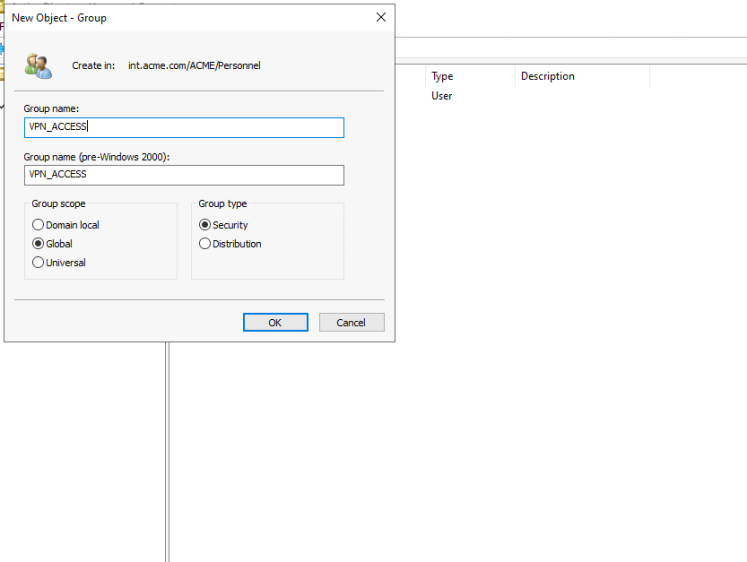 New Object - Group
Create in: int.acme.com/ACME/Personnel
Group name:
VPN_ACCESS
Group name (pre-Windows 2000):
VPN_ACCESS
Group scope
Domain local
Global
Universal
Group type
Security
Distribution
OK Cancel
Type Description
User